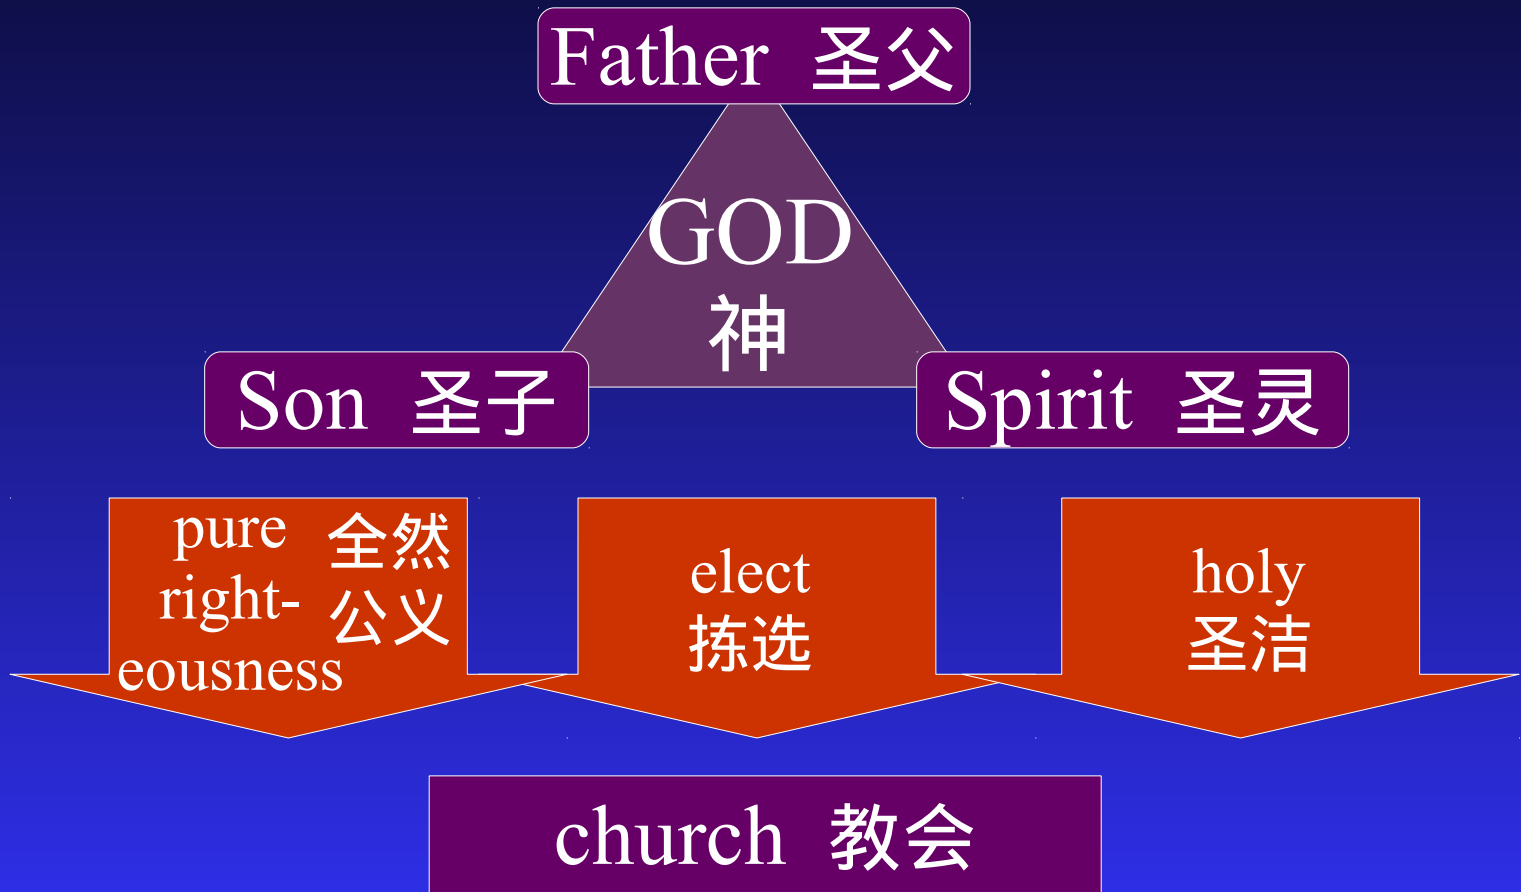 Father 圣父
GOD
神
Son 圣子
Spirit 圣灵
pure
right-
eousness
全然
公义
elect
拣选
holy
圣洁
church 教会